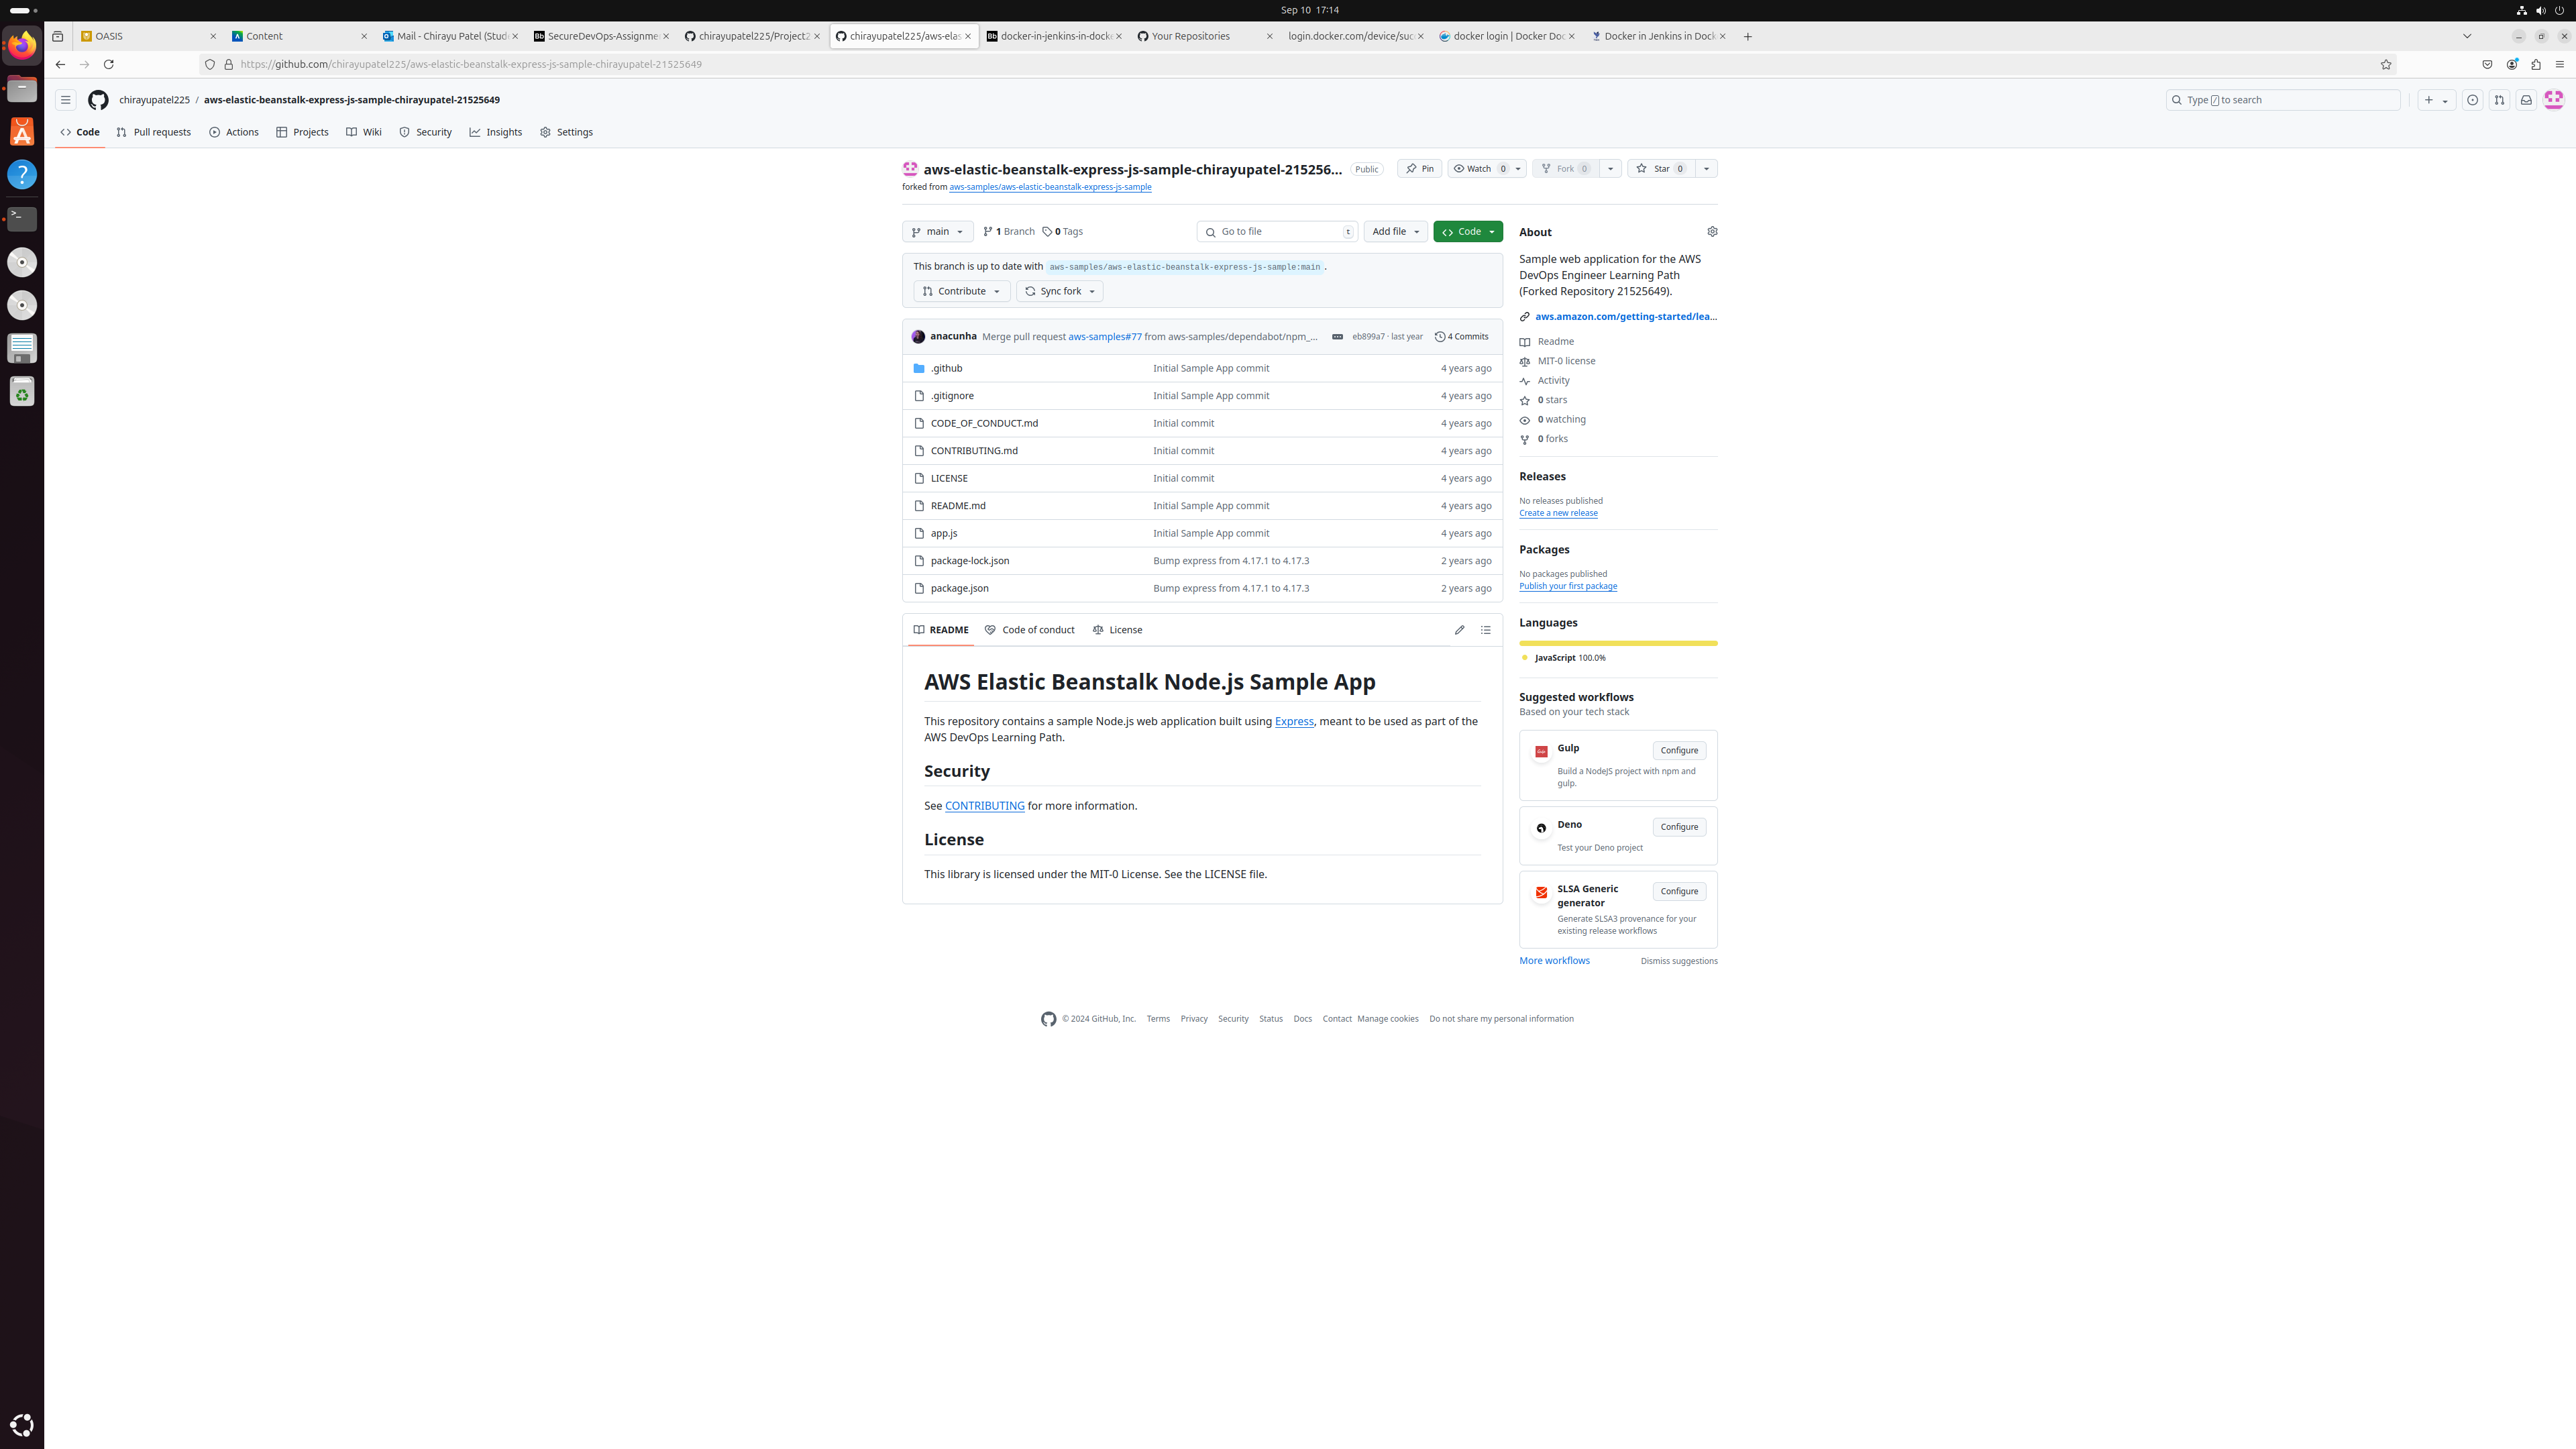 Sep 10 17:14
OASIS
Content
Mail - Chirayu Patel (Stud
SecureDevOps-Assignme
chirayupatel225/Project2
chirayupatel225/aws-elas
docker-in-jenkins-in-docke
Your Repositories
login.docker.com/device/suc
docker login | Docker Doc
Docker in Jenkins in Dock
https://github.com/chirayupatel225/aws-elastic-beanstalk-express-js-sample-chirayupatel-21525649
chirayupatel225 / aws-elastic-beanstalk-express-js-sample-chirayupatel-21525649
Type / to search
Code
Pull requests
Actions
Projects
Wiki
Security
Insights
Settings
aws-elastic-beanstalk-express-js-sample-chirayupatel-215256...
Public
Pin
Watch 0
Fork 0
Star 0
forked from aws-samples/aws-elastic-beanstalk-express-js-sample
main
1 Branch
0 Tags
Go to file
t
Add file
Code
This branch is up to date with aws-samples/aws-elastic-beanstalk-express-js-sample:main .
Contribute
Sync fork
anacunha Merge pull request aws-samples#77 from aws-samples/dependabot/npm_... eb899a7 · last year 4 Commits
.github Initial Sample App commit 4 years ago
.gitignore Initial Sample App commit 4 years ago
CODE_OF_CONDUCT.md Initial commit 4 years ago
CONTRIBUTING.md Initial commit 4 years ago
LICENSE Initial commit 4 years ago
README.md Initial Sample App commit 4 years ago
app.js Initial Sample App commit 4 years ago
package-lock.json Bump express from 4.17.1 to 4.17.3 2 years ago
package.json Bump express from 4.17.1 to 4.17.3 2 years ago
README
Code of conduct
License
AWS Elastic Beanstalk Node.js Sample App
This repository contains a sample Node.js web application built using Express, meant to be used as part of the
AWS DevOps Learning Path.
Security
See CONTRIBUTING for more information.
License
This library is licensed under the MIT-0 License. See the LICENSE file.
About
Sample web application for the AWS
DevOps Engineer Learning Path
(Forked Repository 21525649).
aws.amazon.com/getting-started/lea...
Readme
MIT-0 license
Activity
0 stars
0 watching
0 forks
Releases
No releases published
Create a new release
Packages
No packages published
Publish your first package
Languages
JavaScript 100.0%
Suggested workflows
Based on your tech stack
Gulp
Configure
Build a NodeJS project with npm and
gulp.
Deno
Configure
Test your Deno project
SLSA Generic
generator
Configure
Generate SLSA3 provenance for your
existing release workflows
More workflows
Dismiss suggestions
© 2024 GitHub, Inc. Terms Privacy Security Status Docs Contact Manage cookies Do not share my personal information